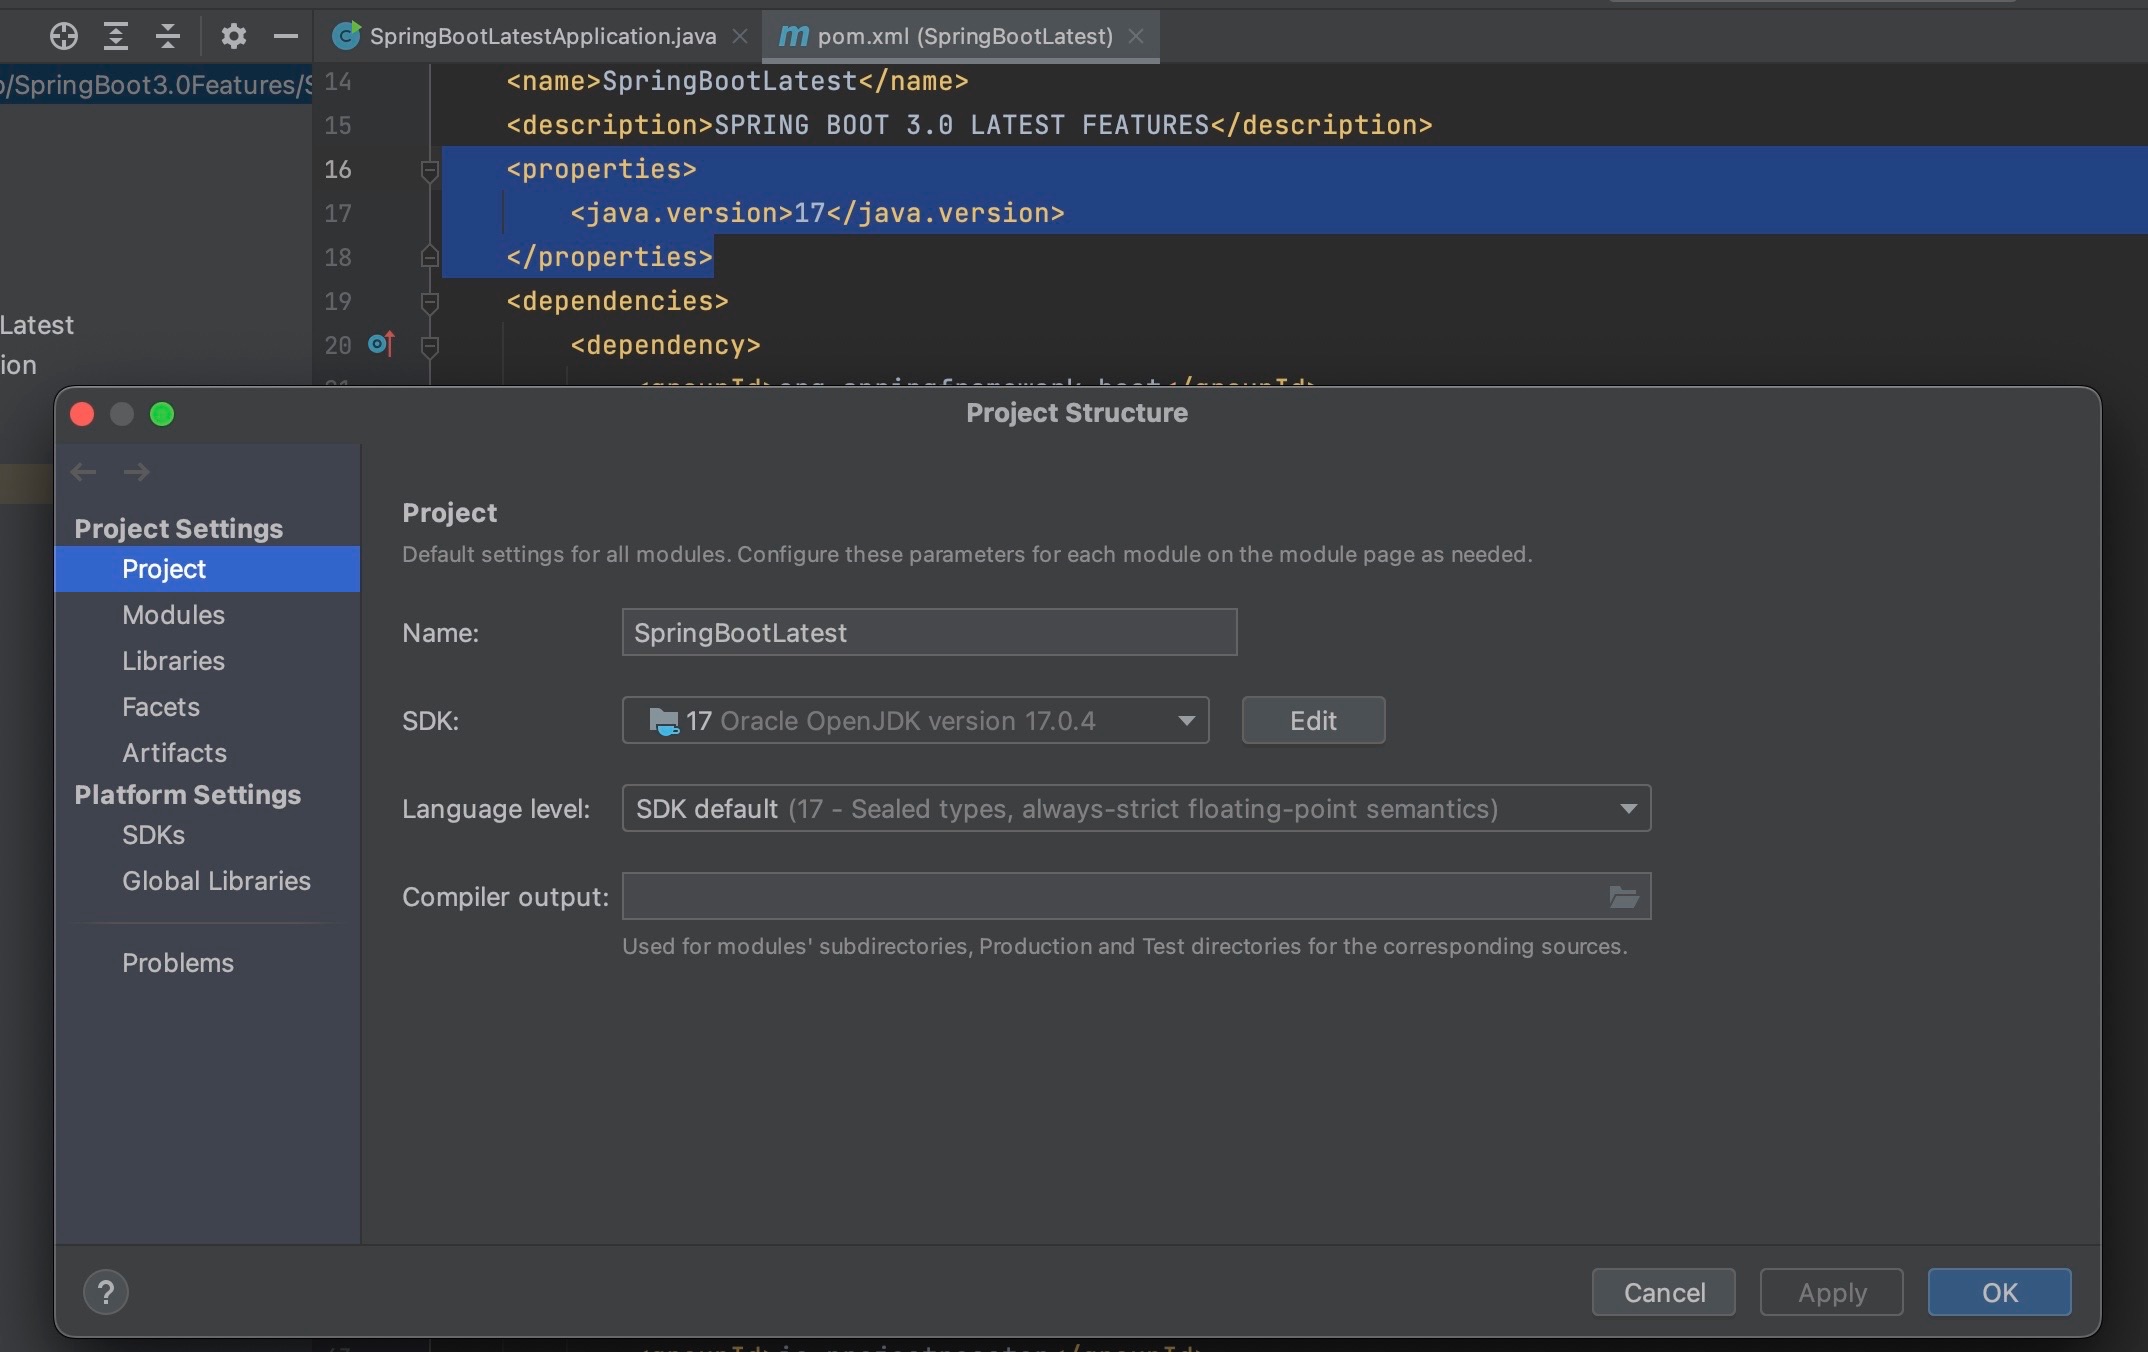 SpringBootLatestApplication.java
m pom.xml (SpringBootLatest)
/SpringBoot3.0Features/
14 <name>SpringBootLatest</name>
15 <description>SPRING BOOT 3.0 LATEST FEATURES</description>
16 <properties>
17 <java.version>17</java.version>
18 </properties>
19 <dependencies>
20 <dependency>
Latest
ion
Project Structure
Project Settings
Project
Modules
Libraries
Facets
Artifacts
Platform Settings
SDKs
Global Libraries
Problems
Project
Default settings for all modules. Configure these parameters for each module on the module page as needed.
Name: SpringBootLatest
SDK: 17 Oracle OpenJDK version 17.0.4 Edit
Language level: SDK default (17 - Sealed types, always-strict floating-point semantics)
Compiler output:
Used for modules' subdirectories, Production and Test directories for the corresponding sources.
? Cancel Apply OK